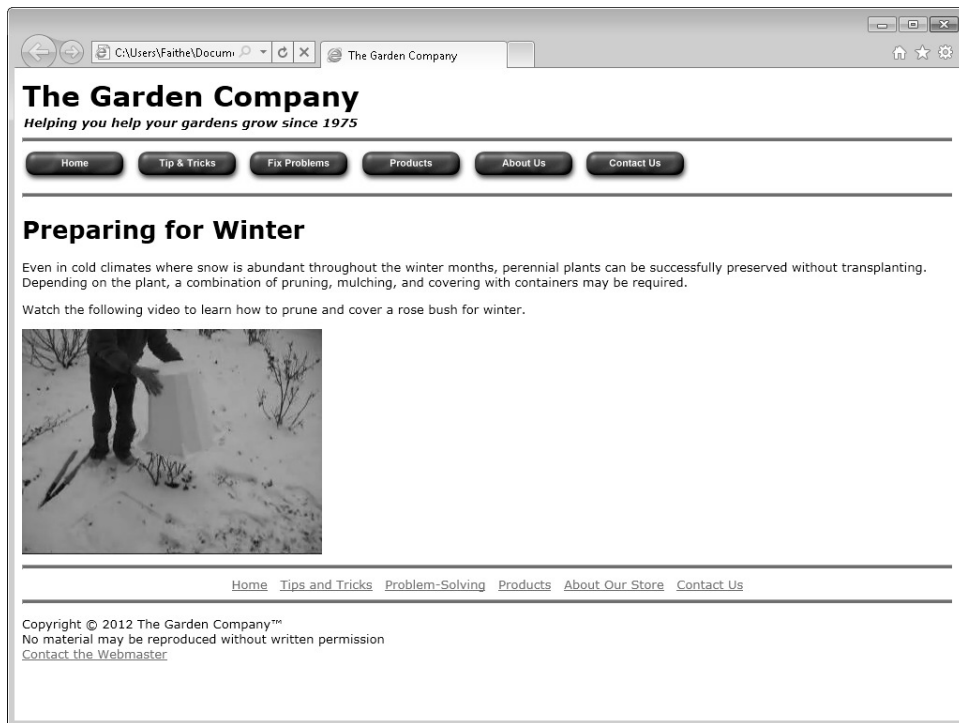 C:\Users\Faithe\Docum
The Garden Company
The Garden Company
Helping you help your gardens grow since 1975
Home Tip & Tricks Fix Problems Products About Us Contact Us
Preparing for Winter
Even in cold climates where snow is abundant throughout the winter months, perennial plants can be successfully preserved without transplanting.
Depending on the plant, a combination of pruning, mulching, and covering with containers may be required.
Watch the following video to learn how to prune and cover a rose bush for winter.
Home Tips and Tricks Problem-Solving Products About Our Store Contact Us
Copyright © 2012 The Garden Company™
No material may be reproduced without written permission
Contact the Webmaster